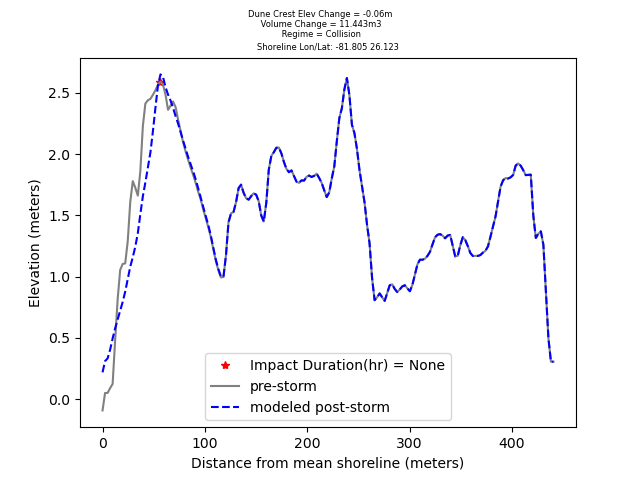 Dune Crest Elev Change = -0.06m
Volume Change = 11.443m3
Regime = Collision
Shoreline Lon/Lat: -81.805 26.123
2.5
2.0
1.5
1.0
0.5
0.0
Elevation (meters)
Impact Duration(hr) = None
pre-storm
modeled post-storm
0 100 200 300 400
Distance from mean shoreline (meters)